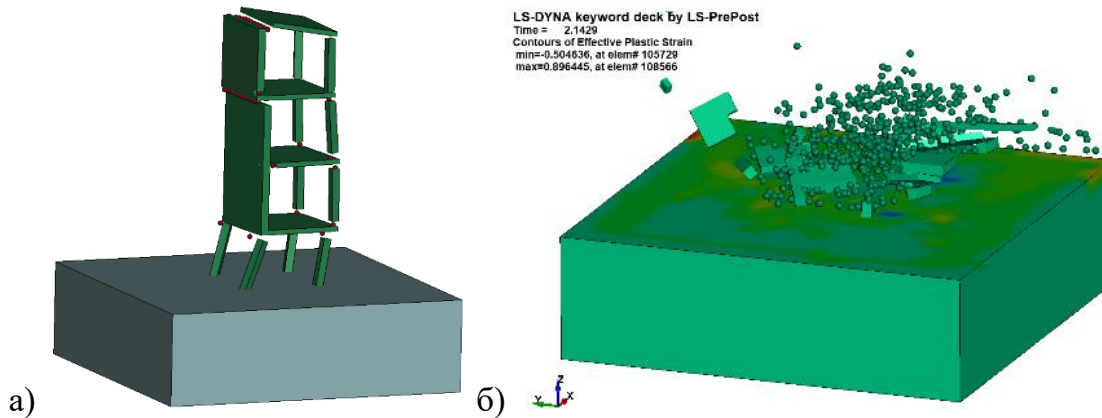 LS-DYNA keyword deck by LS-PrePost
Time = 2.1429
Contours of Effective Plastic Strain
min=-0.504636, at elem# 105729
max=0.896445, at elem# 108566
а)
б)
Z
Y
X